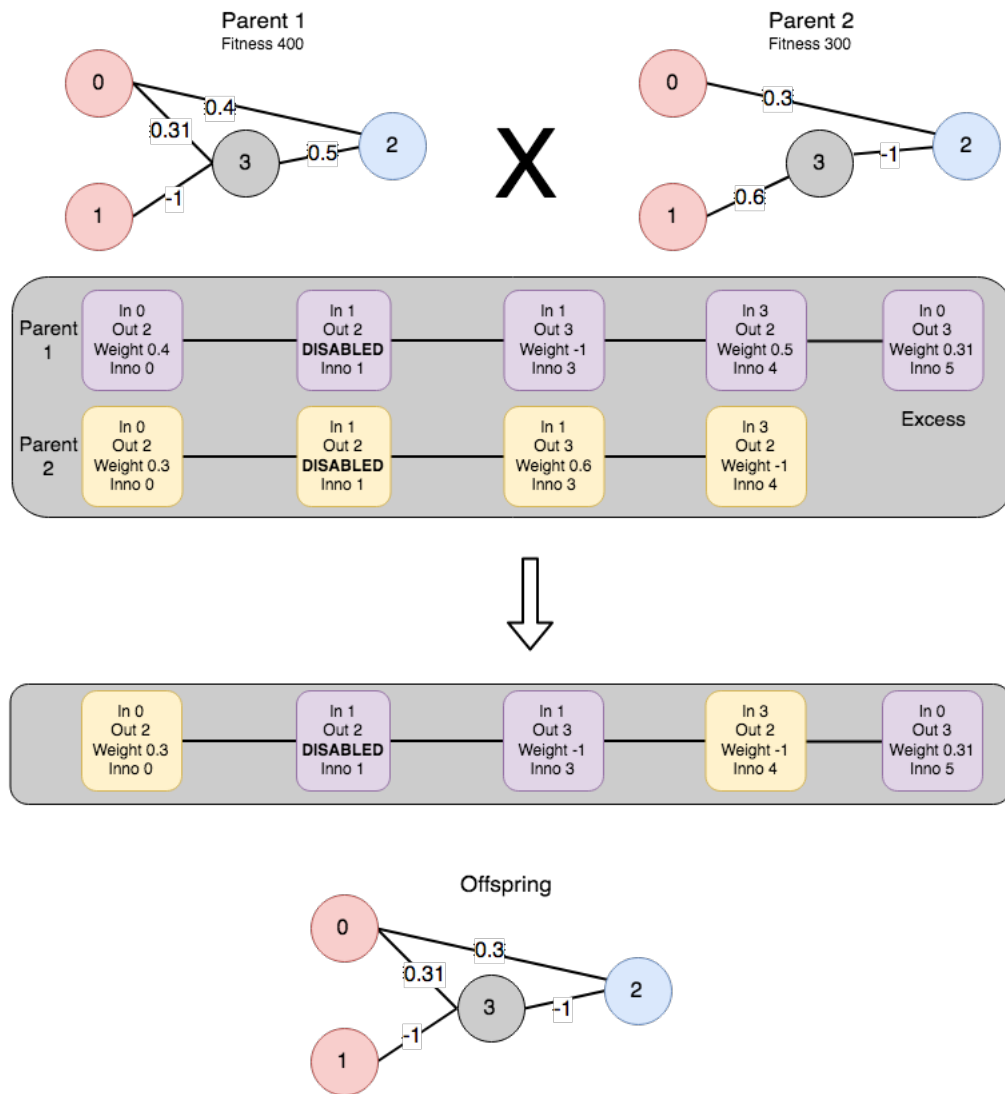 Parent 1
Fitness 400
Parent 2
Fitness 300
0
0.4
0.31
3
0.5
2
-1
1
X
0
0.3
3
-1
2
0.6
1
Parent
1
In 0
Out 2
Weight 0.4
Inno 0
In 1
Out 2
DISABLED
Inno 1
In 1
Out 3
Weight -1
Inno 3
In 3
Out 2
Weight 0.5
Inno 4
In 0
Out 3
Weight 0.31
Inno 5
Excess
Parent
2
In 0
Out 2
Weight 0.3
Inno 0
In 1
Out 2
DISABLED
Inno 1
In 1
Out 3
Weight 0.6
Inno 3
In 3
Out 2
Weight -1
Inno 4
In 0
Out 2
Weight 0.3
Inno 0
In 1
Out 2
DISABLED
Inno 1
In 1
Out 3
Weight -1
Inno 3
In 3
Out 2
Weight -1
Inno 4
In 0
Out 3
Weight 0.31
Inno 5
Offspring
0
0.3
0.31
3
-1
2
-1
1